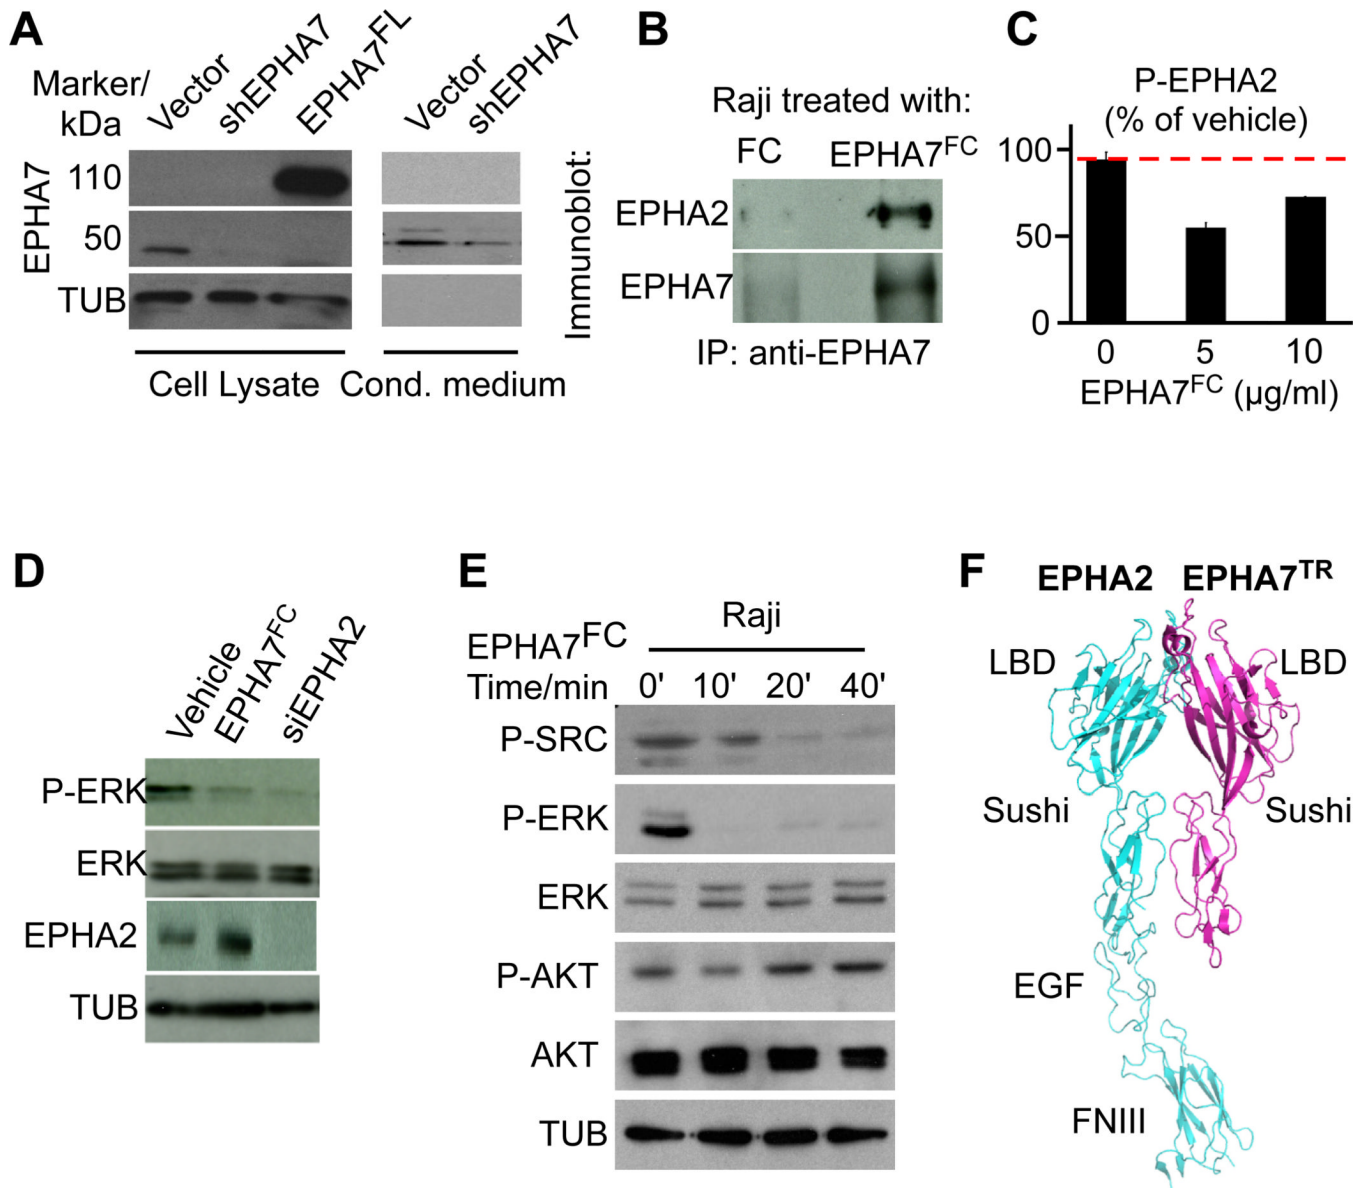 A
Marker/
kDa
Vector
shEPHA7
EPHA7FL
Vector
shEPHA7
EPHA7
110
50
TUB
Cell Lysate
Cond. medium
B
Raji treated with:
FC
EPHA7FC
Immunoblot:
EPHA2
EPHA7
IP: anti-EPHA7
C
P-EPHA2
(% of vehicle)
100
50
0
0 5 10
EPHA7FC (µg/ml)
D
Vehicle
EPHA7FC
siEPHA2
P-ERK
ERK
EPHA2
TUB
E
Raji
EPHA7FC
Time/min 0' 10' 20' 40'
P-SRC
P-ERK
ERK
P-AKT
AKT
TUB
F
EPHA2 EPHA7TR
LBD LBD
Sushi Sushi
EGF
FNIII